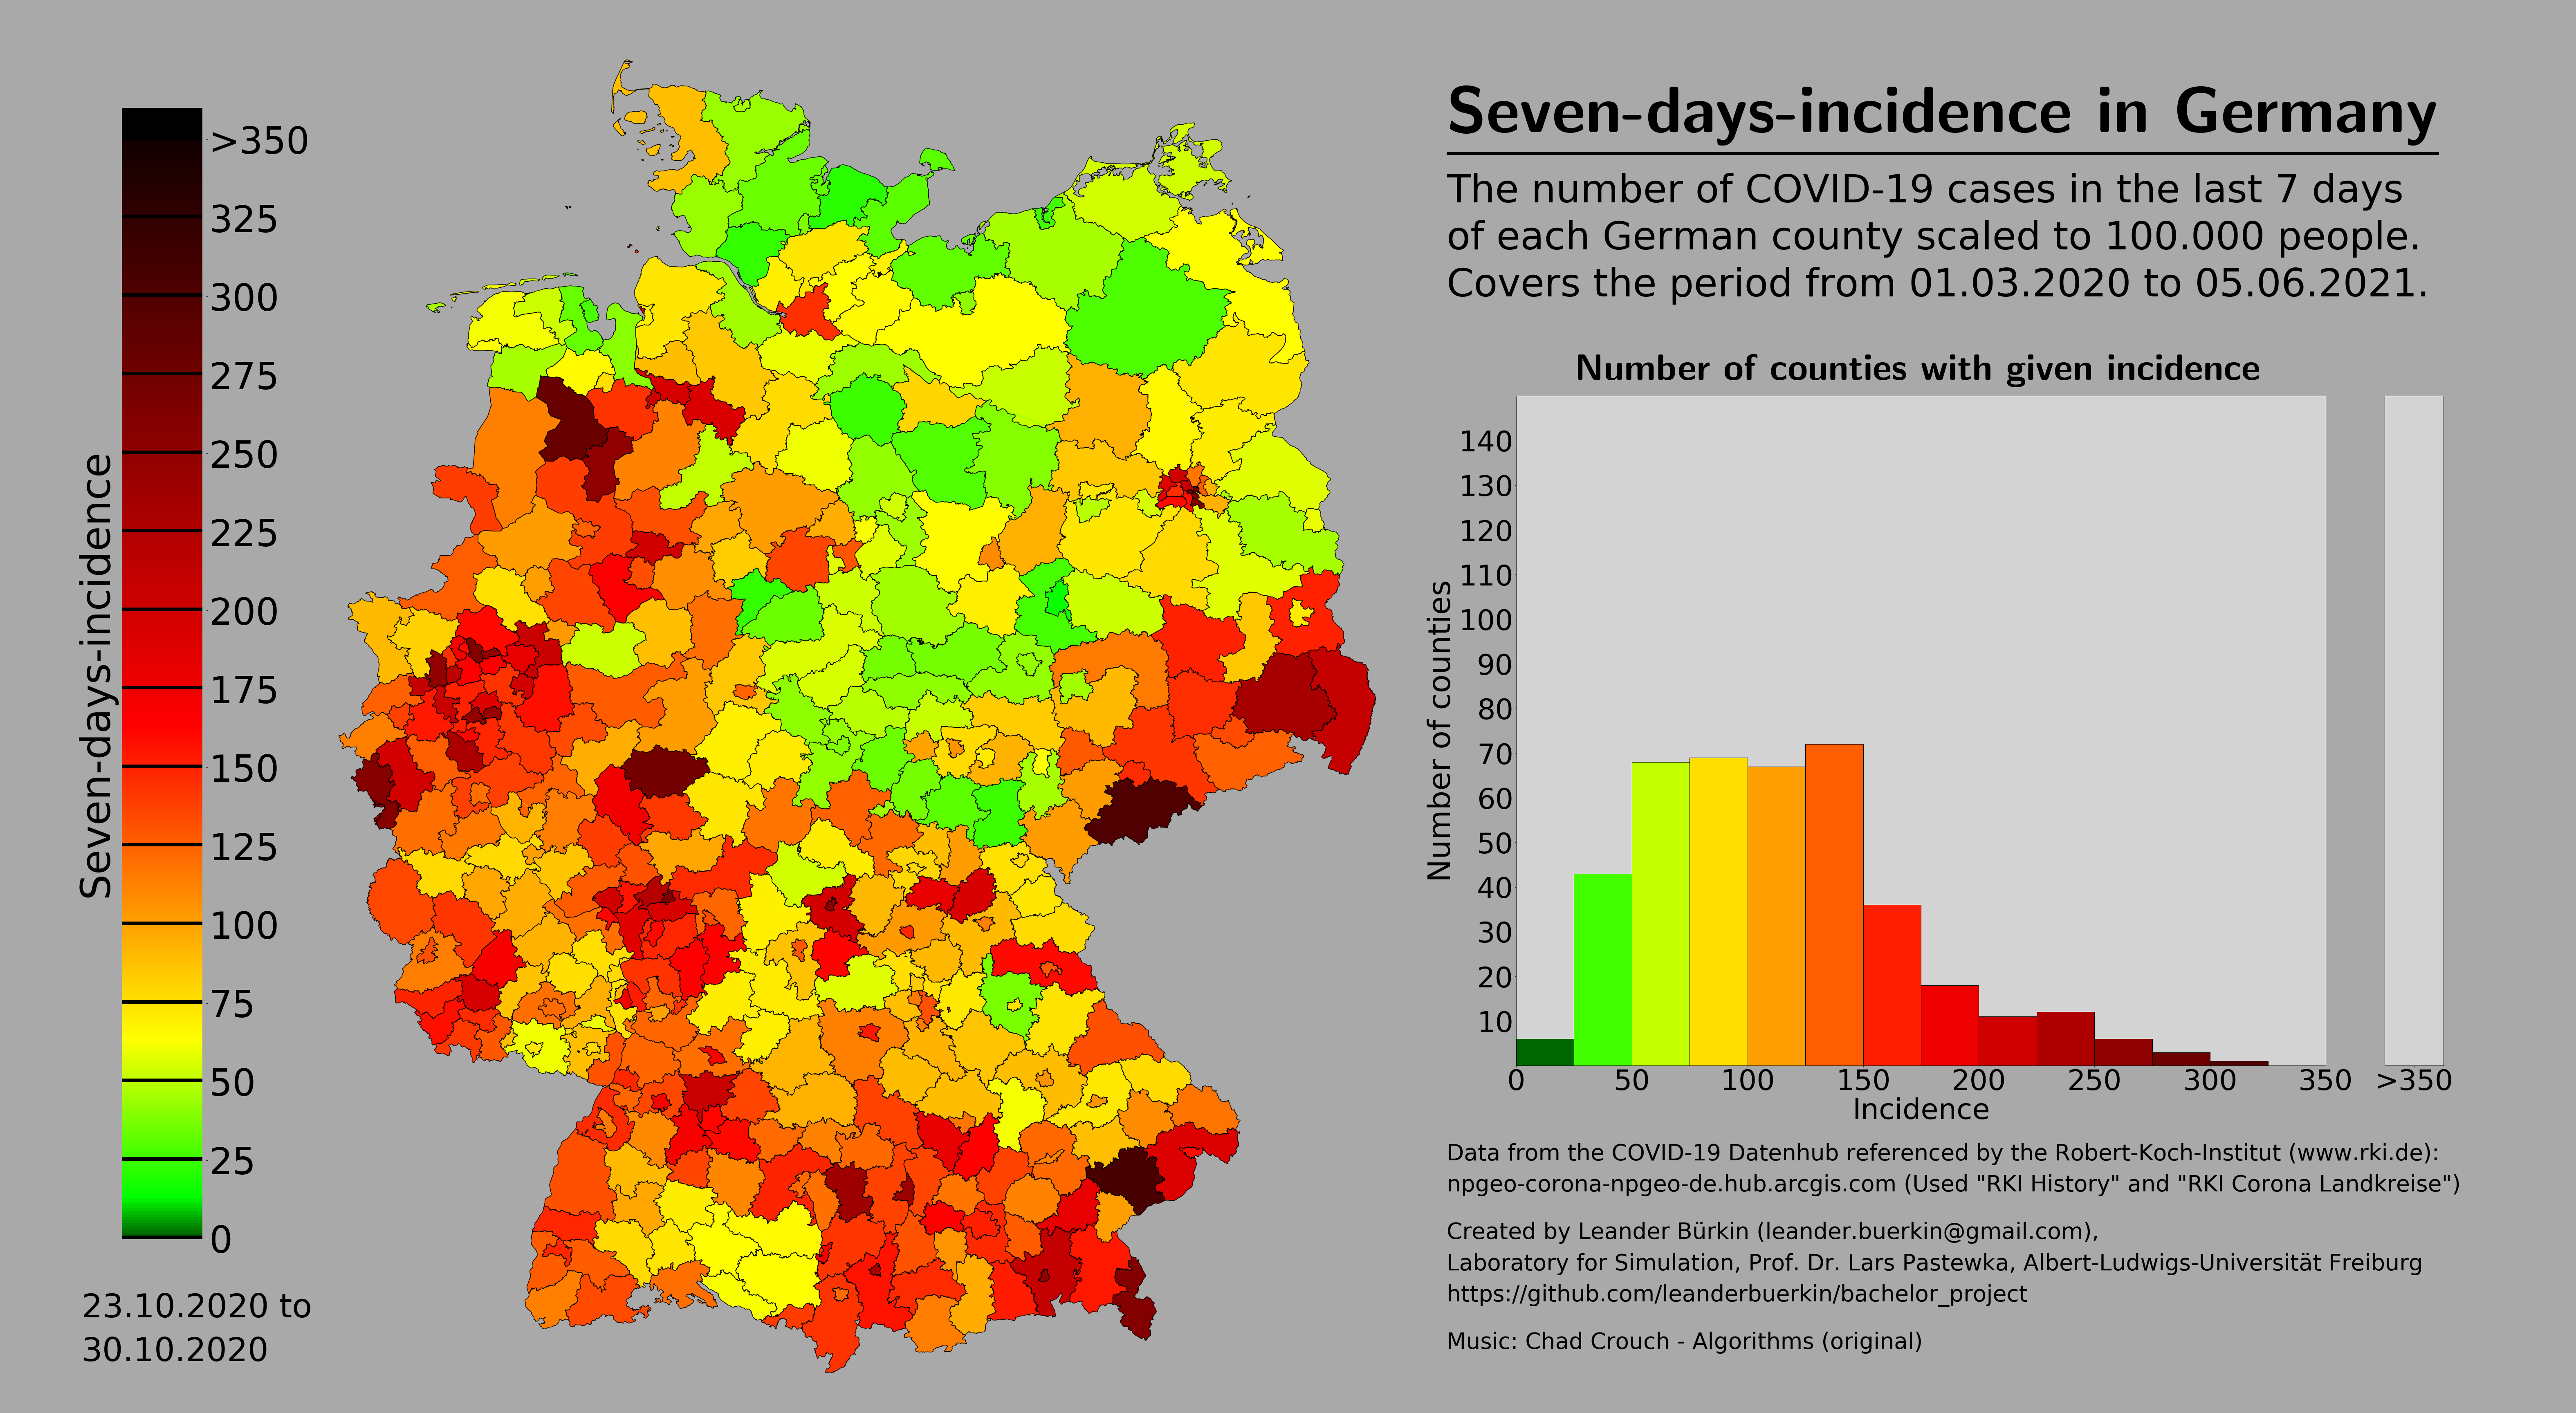 Seven-days-incidence in Germany
The number of COVID-19 cases in the last 7 days
of each German county scaled to 100.000 people.
Covers the period from 01.03.2020 to 05.06.2021.
Seven-days-incidence
>350
325
300
275
250
225
200
175
150
125
100
75
50
25
0
23.10.2020 to
30.10.2020
Number of counties with given incidence
Number of counties
140
130
120
110
100
90
80
70
60
50
40
30
20
10
0 50 100 150 200 250 300 350 >350
Incidence
Data from the COVID-19 Datenhub referenced by the Robert-Koch-Institut (www.rki.de):
npgeo-corona-npgeo-de.hub.arcgis.com (Used "RKI History" and "RKI Corona Landkreise")
Created by Leander Bürkin (leander.buerkin@gmail.com),
Laboratory for Simulation, Prof. Dr. Lars Pastewka, Albert-Ludwigs-Universität Freiburg
https://github.com/leanderbuerkin/bachelor_project
Music: Chad Crouch - Algorithms (original)